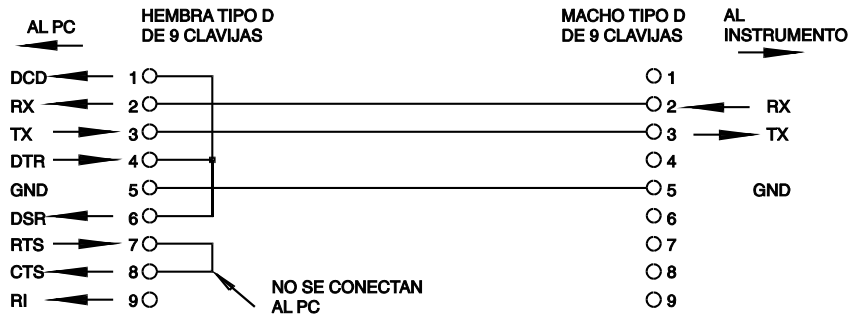 AL PC
HEMBRA TIPO D
DE 9 CLAVIJAS
MACHO TIPO D
DE 9 CLAVIJAS
AL
INSTRUMENTO
DCD 1 1
RX 2 2 RX
TX 3 3 TX
DTR 4 4
GND 5 5 GND
DSR 6 6
RTS 7 7
CTS 8 8
RI 9 9
NO SE CONECTAN
AL PC